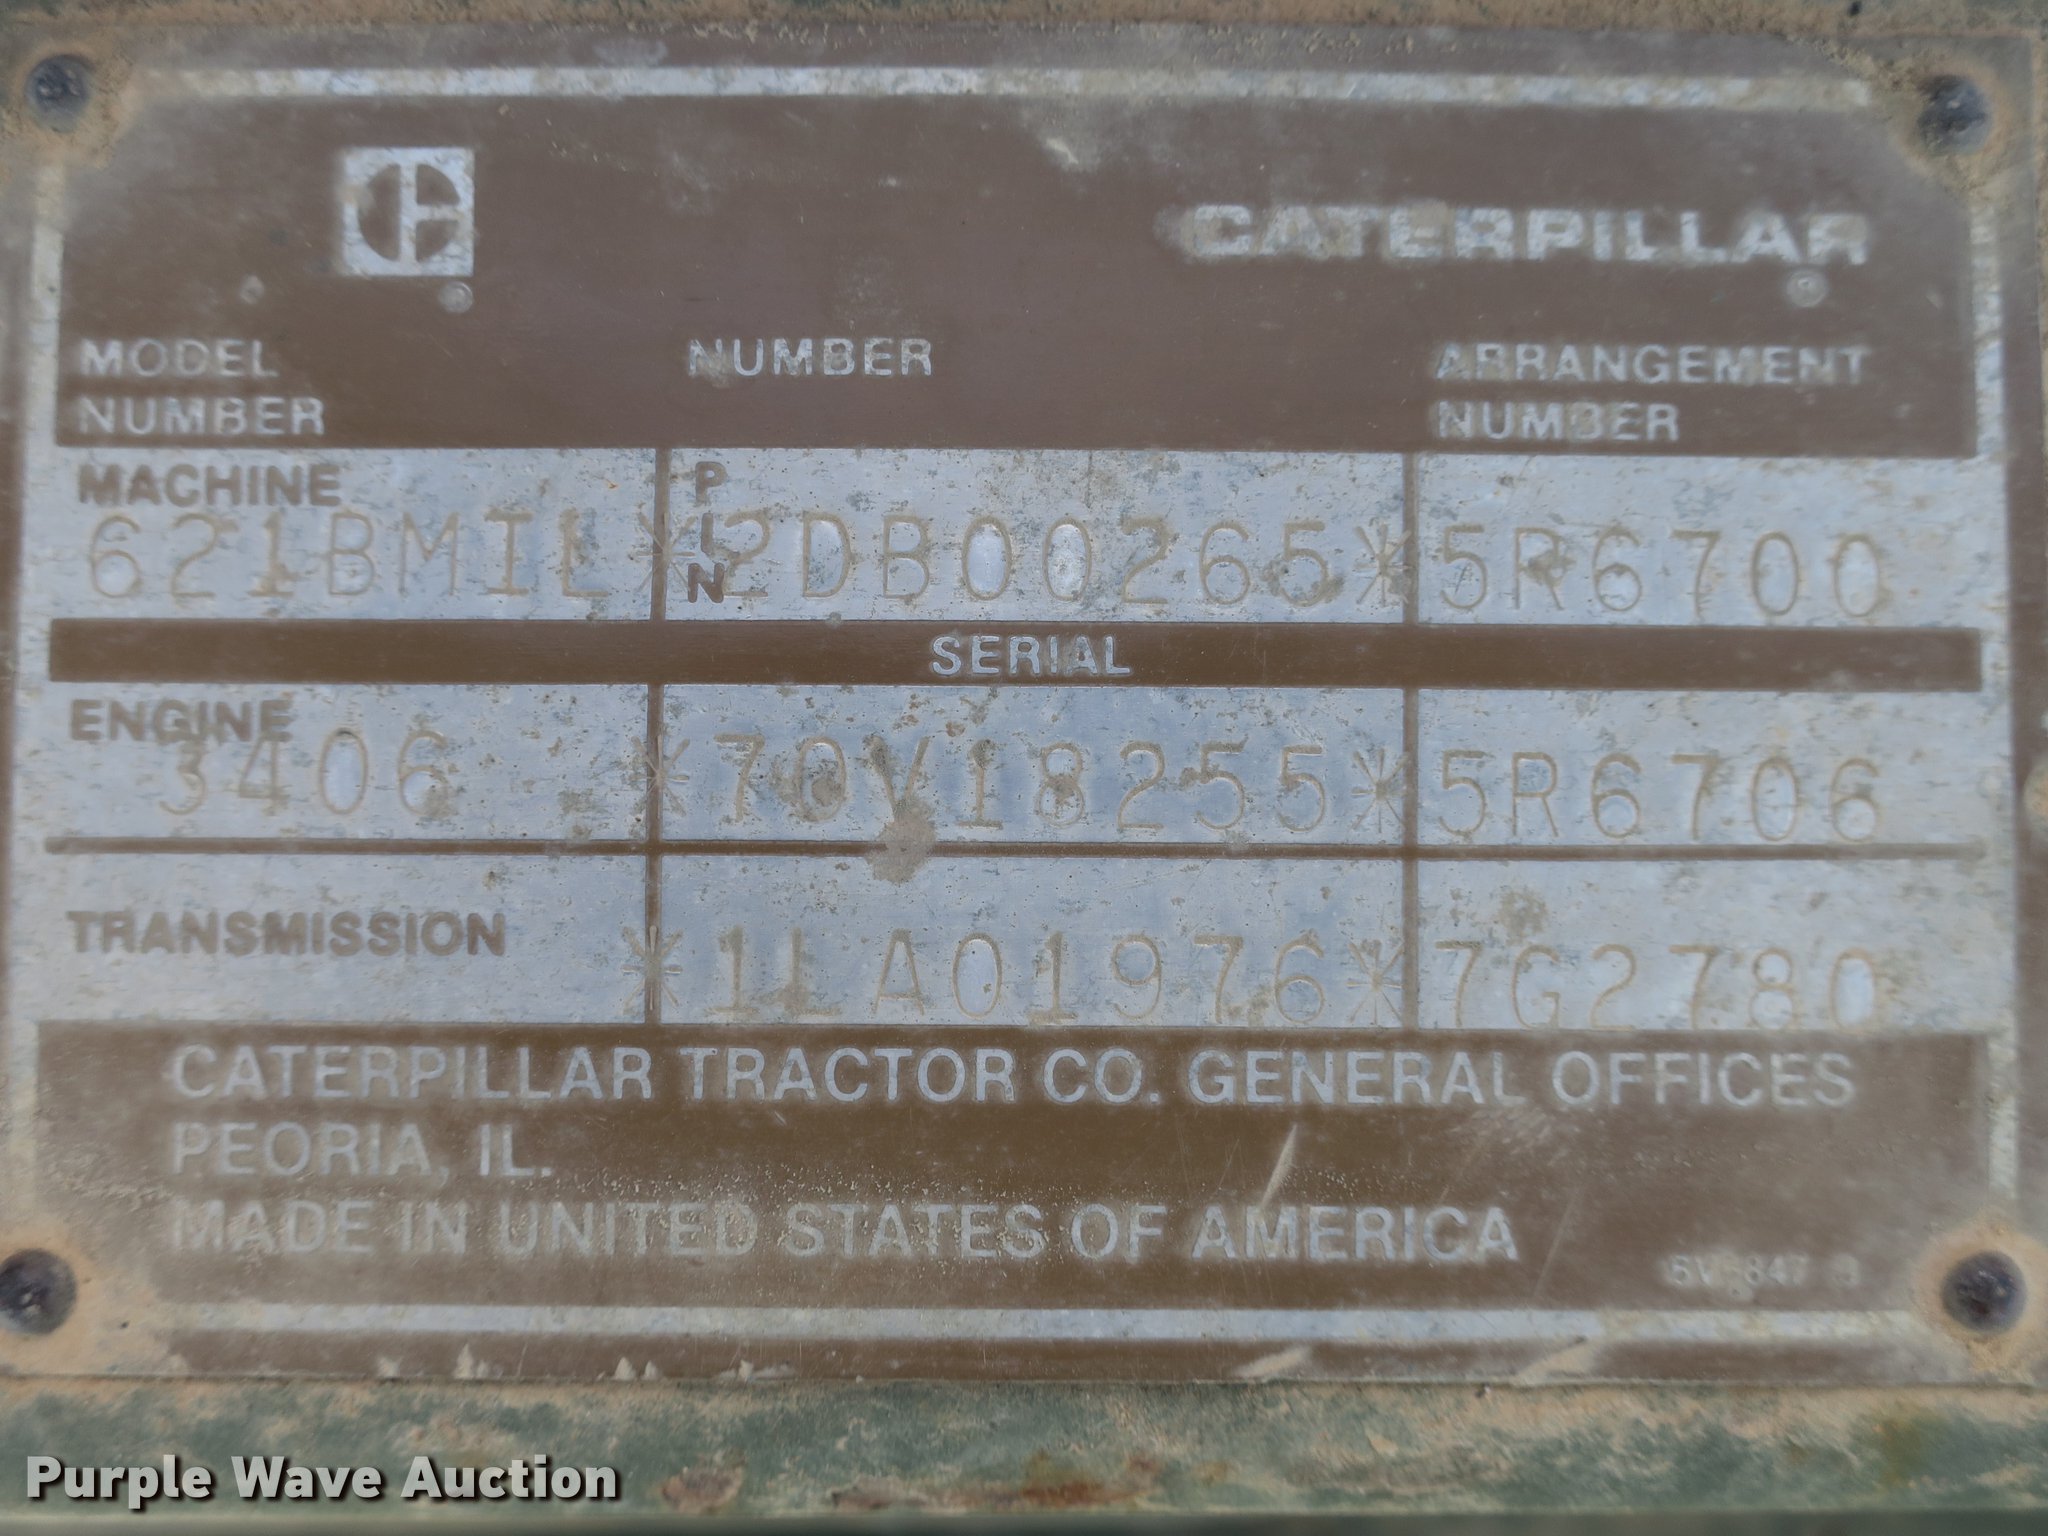 CATERPILLAR
®
®
MODEL NUMBER ARRANGEMENT
NUMBER NUMBER
MACHINE PIN
621BMIL *2DB00265* 5R6700
SERIAL
ENGINE
3406 *70V18255* 5R6706
TRANSMISSION *1LA01976* 7G2780
CATERPILLAR TRACTOR CO. GENERAL OFFICES
PEORIA, IL.
MADE IN UNITED STATES OF AMERICA
Purple Wave Auction